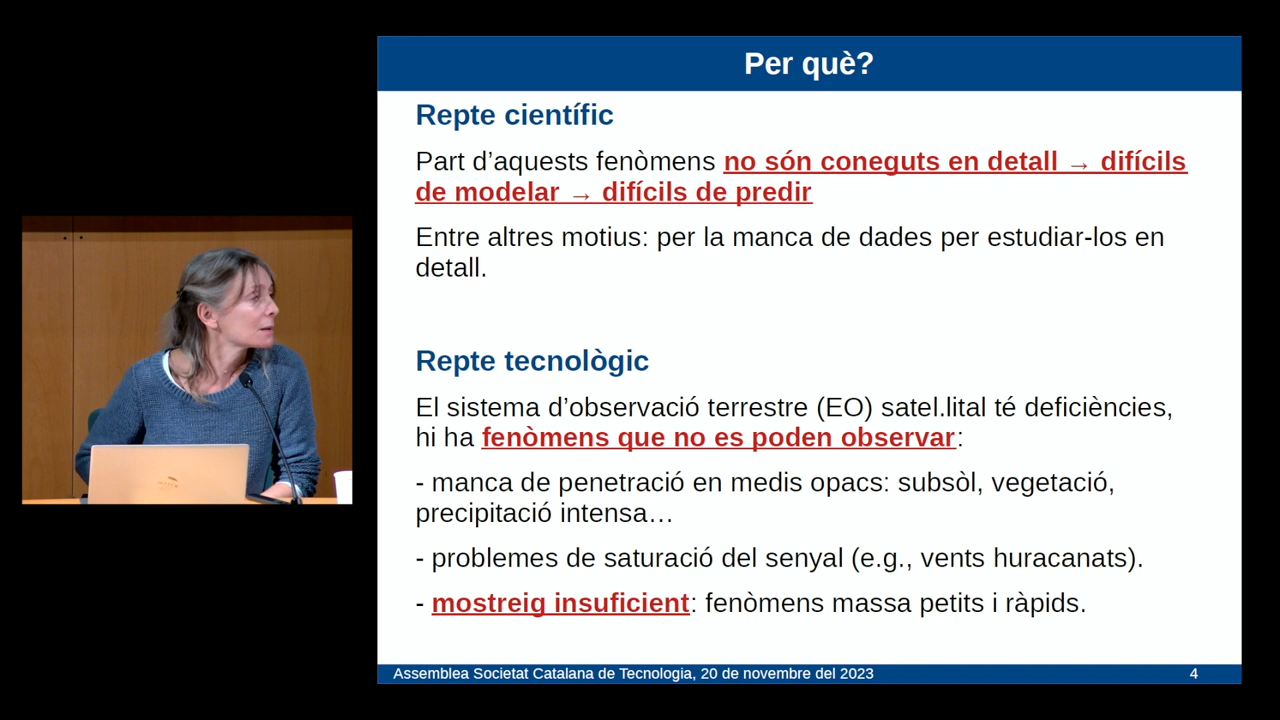 Per què?
Repte científic
Part d’aquests fenòmens no són coneguts en detall → difícils
de modelar → difícils de predir
Entre altres motius: per la manca de dades per estudiar-los en
detall.
Repte tecnològic
El sistema d’observació terrestre (EO) satel.lital té deficiències,
hi ha fenòmens que no es poden observar:
- manca de penetració en medis opacs: subsòl, vegetació,
precipitació intensa…
- problemes de saturació del senyal (e.g., vents huracanats).
- mostreig insuficient: fenòmens massa petits i ràpids.
Assemblea Societat Catalana de Tecnologia, 20 de novembre del 2023 4